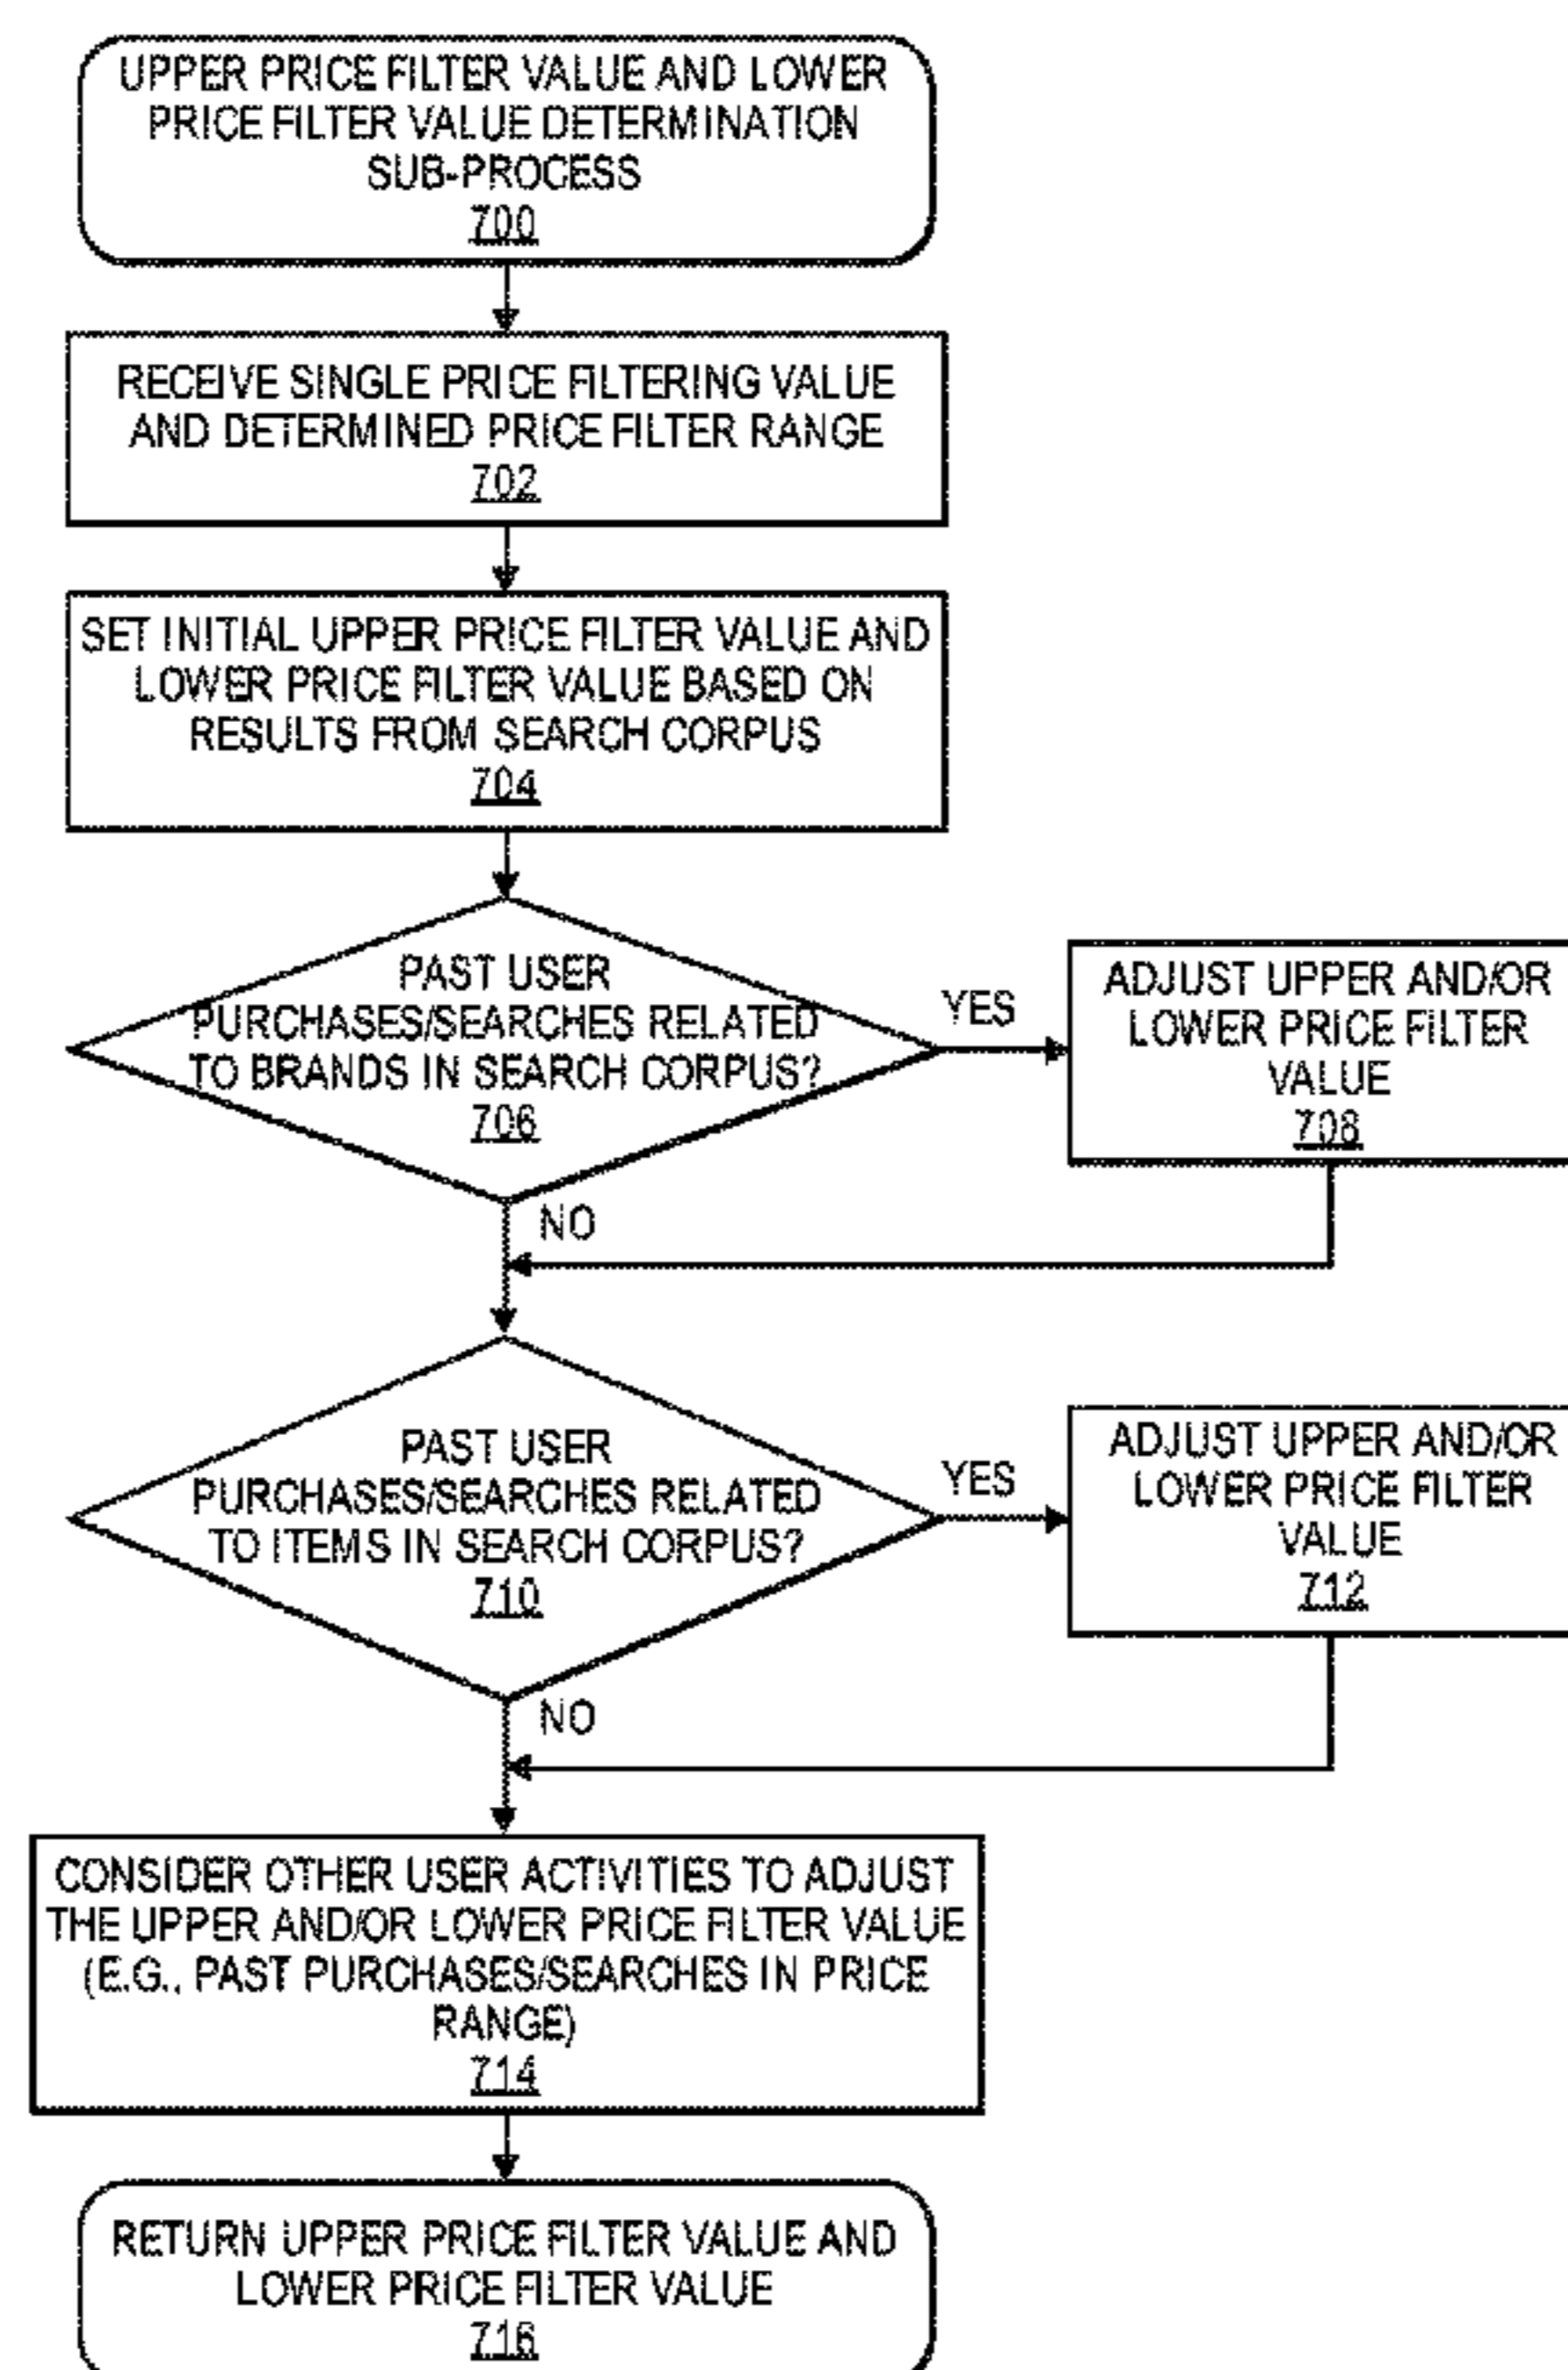 UPPER PRICE FILTER VALUE AND LOWER
PRICE FILTER VALUE DETERMINATION
SUB-PROCESS
700
RECEIVE SINGLE PRICE FILTERING VALUE
AND DETERMINED PRICE FILTER RANGE
702
SET INITIAL UPPER PRICE FILTER VALUE AND
LOWER PRICE FILTER VALUE BASED ON
RESULTS FROM SEARCH CORPUS
704
PAST USER
PURCHASES/SEARCHES RELATED
TO BRANDS IN SEARCH CORPUS?
706
YES
ADJUST UPPER AND/OR
LOWER PRICE FILTER
VALUE
708
NO
PAST USER
PURCHASES/SEARCHES RELATED
TO ITEMS IN SEARCH CORPUS?
710
YES
ADJUST UPPER AND/OR
LOWER PRICE FILTER
VALUE
712
NO
CONSIDER OTHER USER ACTIVITIES TO ADJUST
THE UPPER AND/OR LOWER PRICE FILTER VALUE
(E.G., PAST PURCHASES/SEARCHES IN PRICE
RANGE)
714
RETURN UPPER PRICE FILTER VALUE AND
LOWER PRICE FILTER VALUE
716